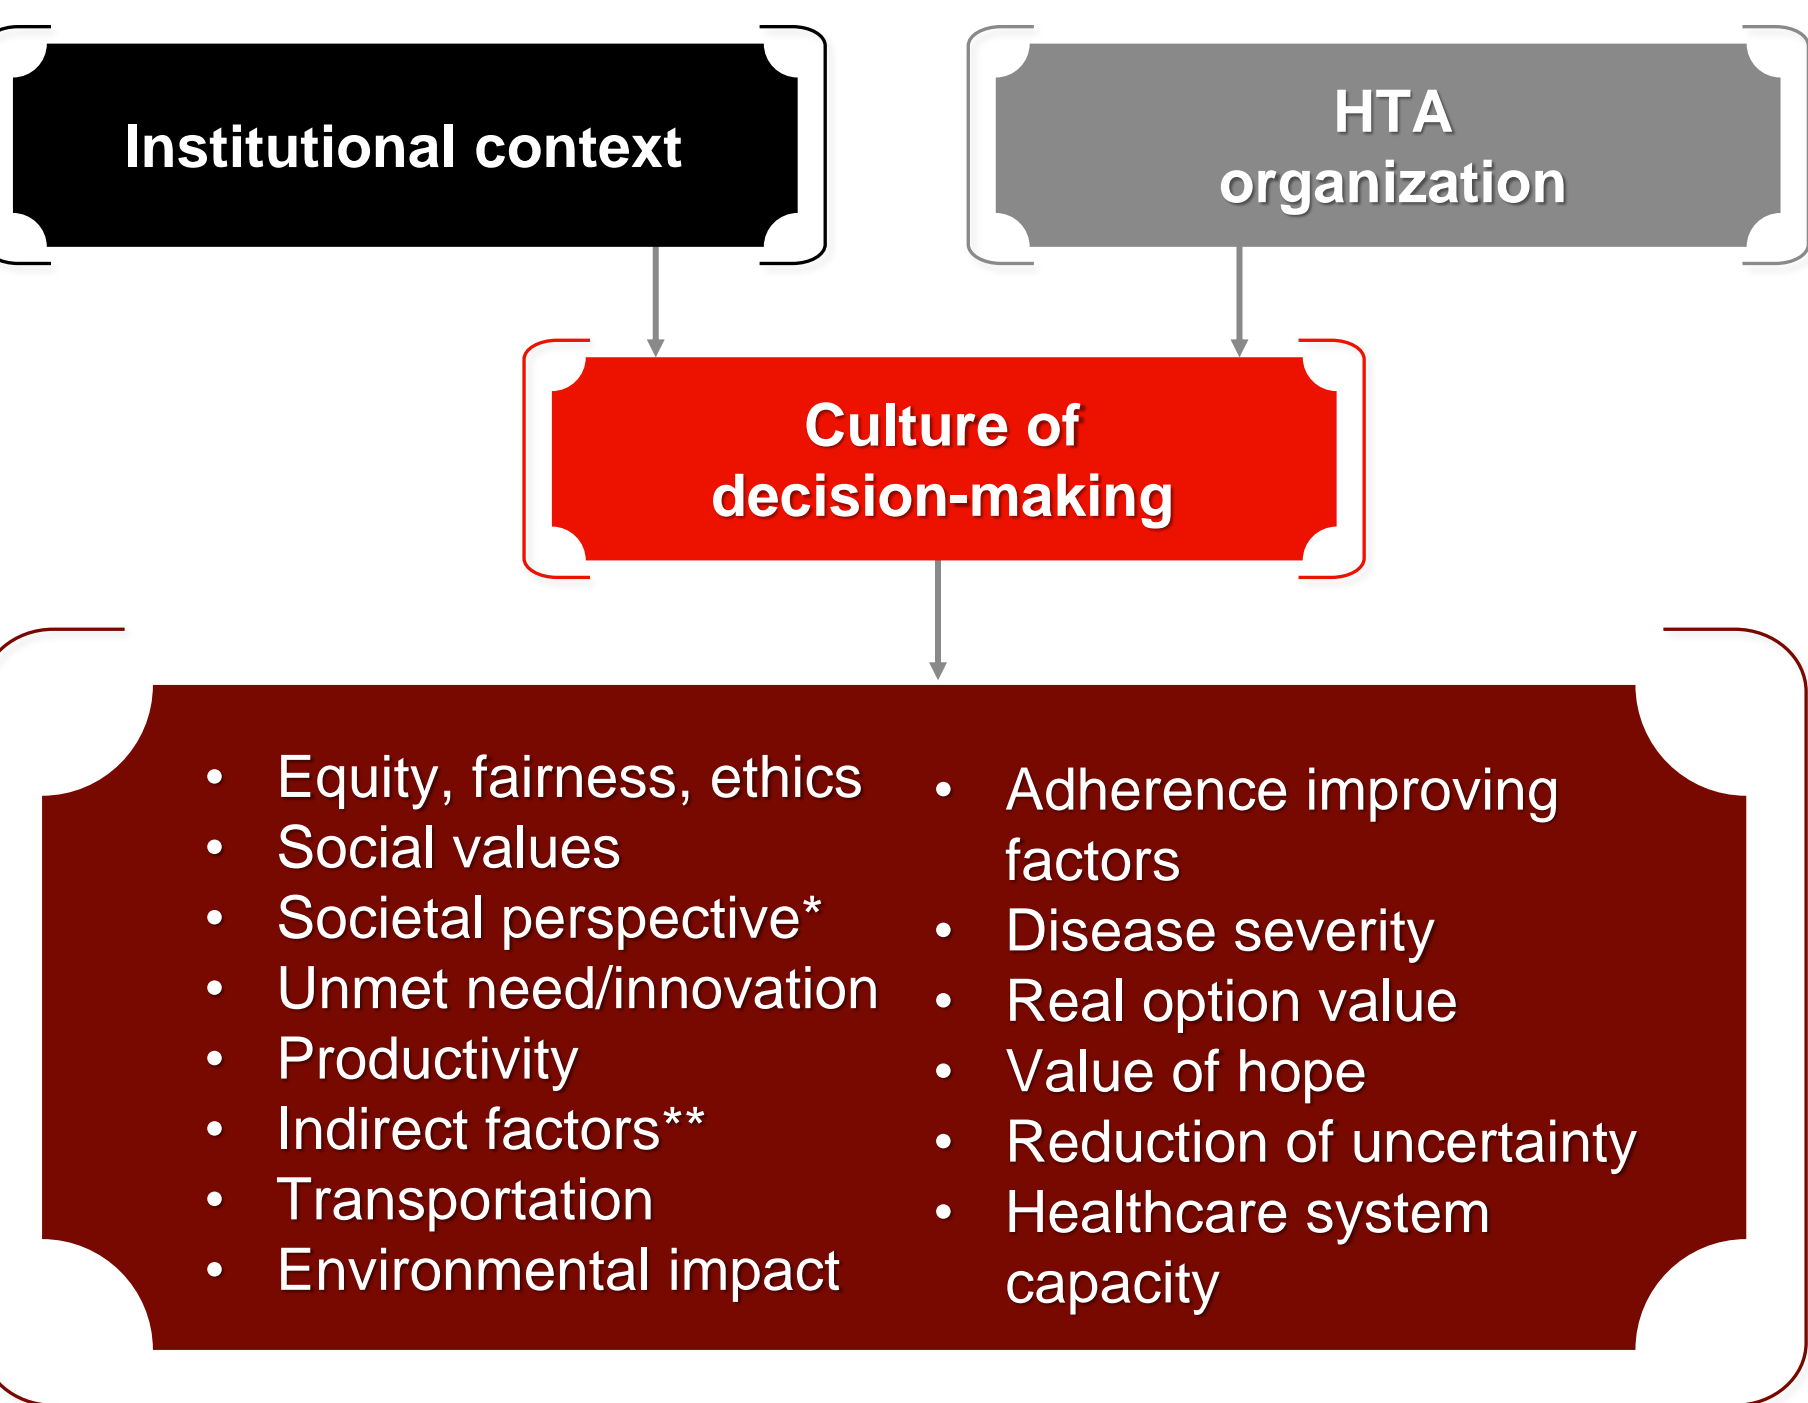 Institutional context
HTA
organization
Culture of
decision-making
• Equity, fairness, ethics
• Social values
• Societal perspective*
• Unmet need/innovation
• Productivity
• Indirect factors**
• Transportation
• Environmental impact
• Adherence improving
factors
• Disease severity
• Real option value
• Value of hope
• Reduction of uncertainty
• Healthcare system
capacity